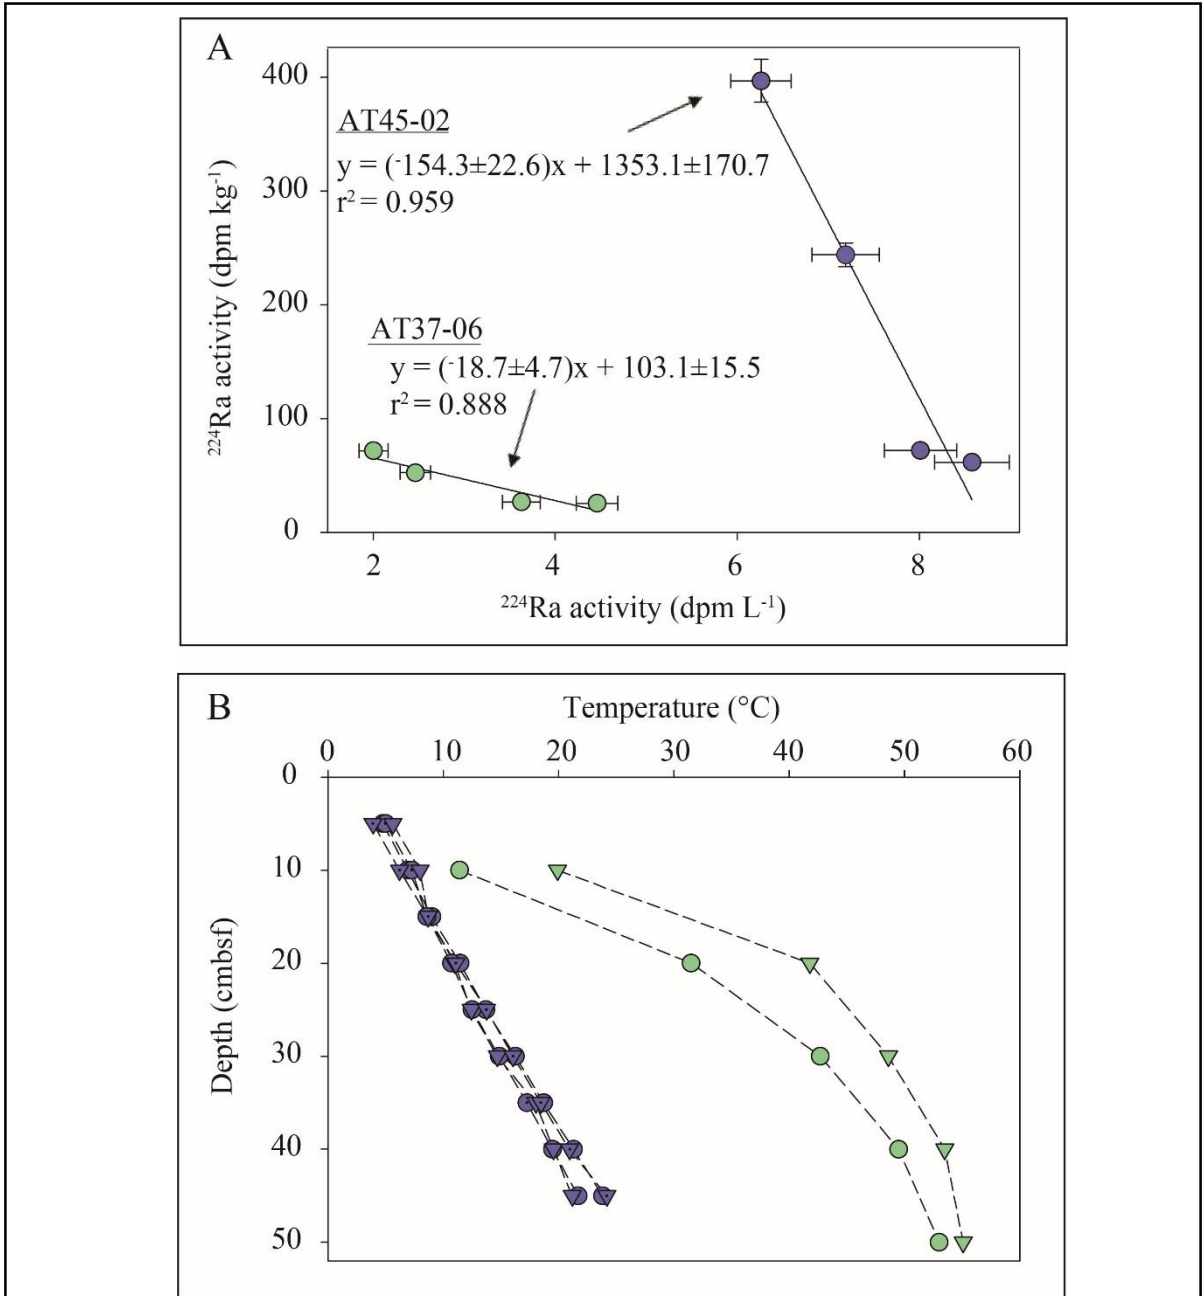 A
400
300
200
100
0
²²⁴Ra activity (dpm kg⁻¹)
AT45-02
y = (⁻154.3±22.6)x + 1353.1±170.7
r² = 0.959
AT37-06
y = (⁻18.7±4.7)x + 103.1±15.5
r² = 0.888
2 4 6 8
²²⁴Ra activity (dpm L⁻¹)
B
Temperature (°C)
0 10 20 30 40 50 60
0
10
20
30
40
50
Depth (cmbsf)